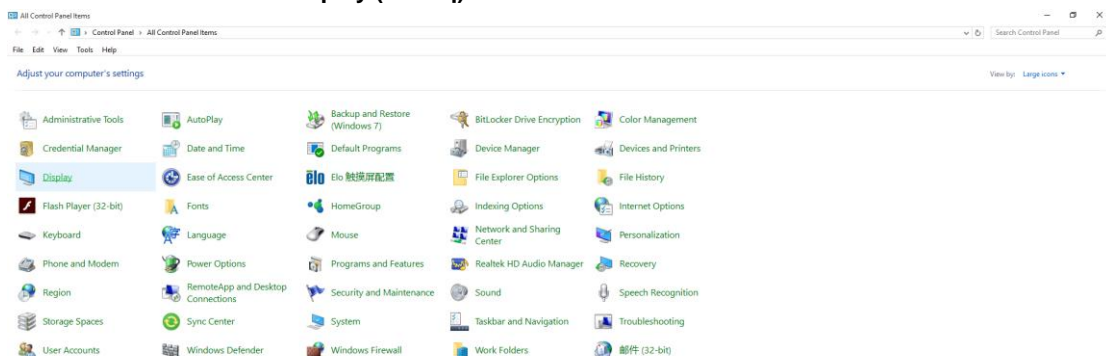 All Control Panel Items
Control Panel > All Control Panel Items
Search Control Panel
File Edit View Tools Help
Adjust your computer's settings
View by: Large icons
Administrative Tools
AutoPlay
Backup and Restore
(Windows 7)
BitLocker Drive Encryption
Color Management
Credential Manager
Date and Time
Default Programs
Device Manager
Devices and Printers
Display
Ease of Access Center
elo Elo 触摸屏配置
File Explorer Options
File History
Flash Player (32-bit)
Fonts
HomeGroup
Indexing Options
Internet Options
Keyboard
Language
Mouse
Network and Sharing
Center
Personalization
Phone and Modem
Power Options
Programs and Features
Realtek HD Audio Manager
Recovery
Region
RemoteApp and Desktop
Connections
Security and Maintenance
Sound
Speech Recognition
Storage Spaces
Sync Center
System
Taskbar and Navigation
Troubleshooting
User Accounts
Windows Defender
Windows Firewall
Work Folders
邮件 (32-bit)